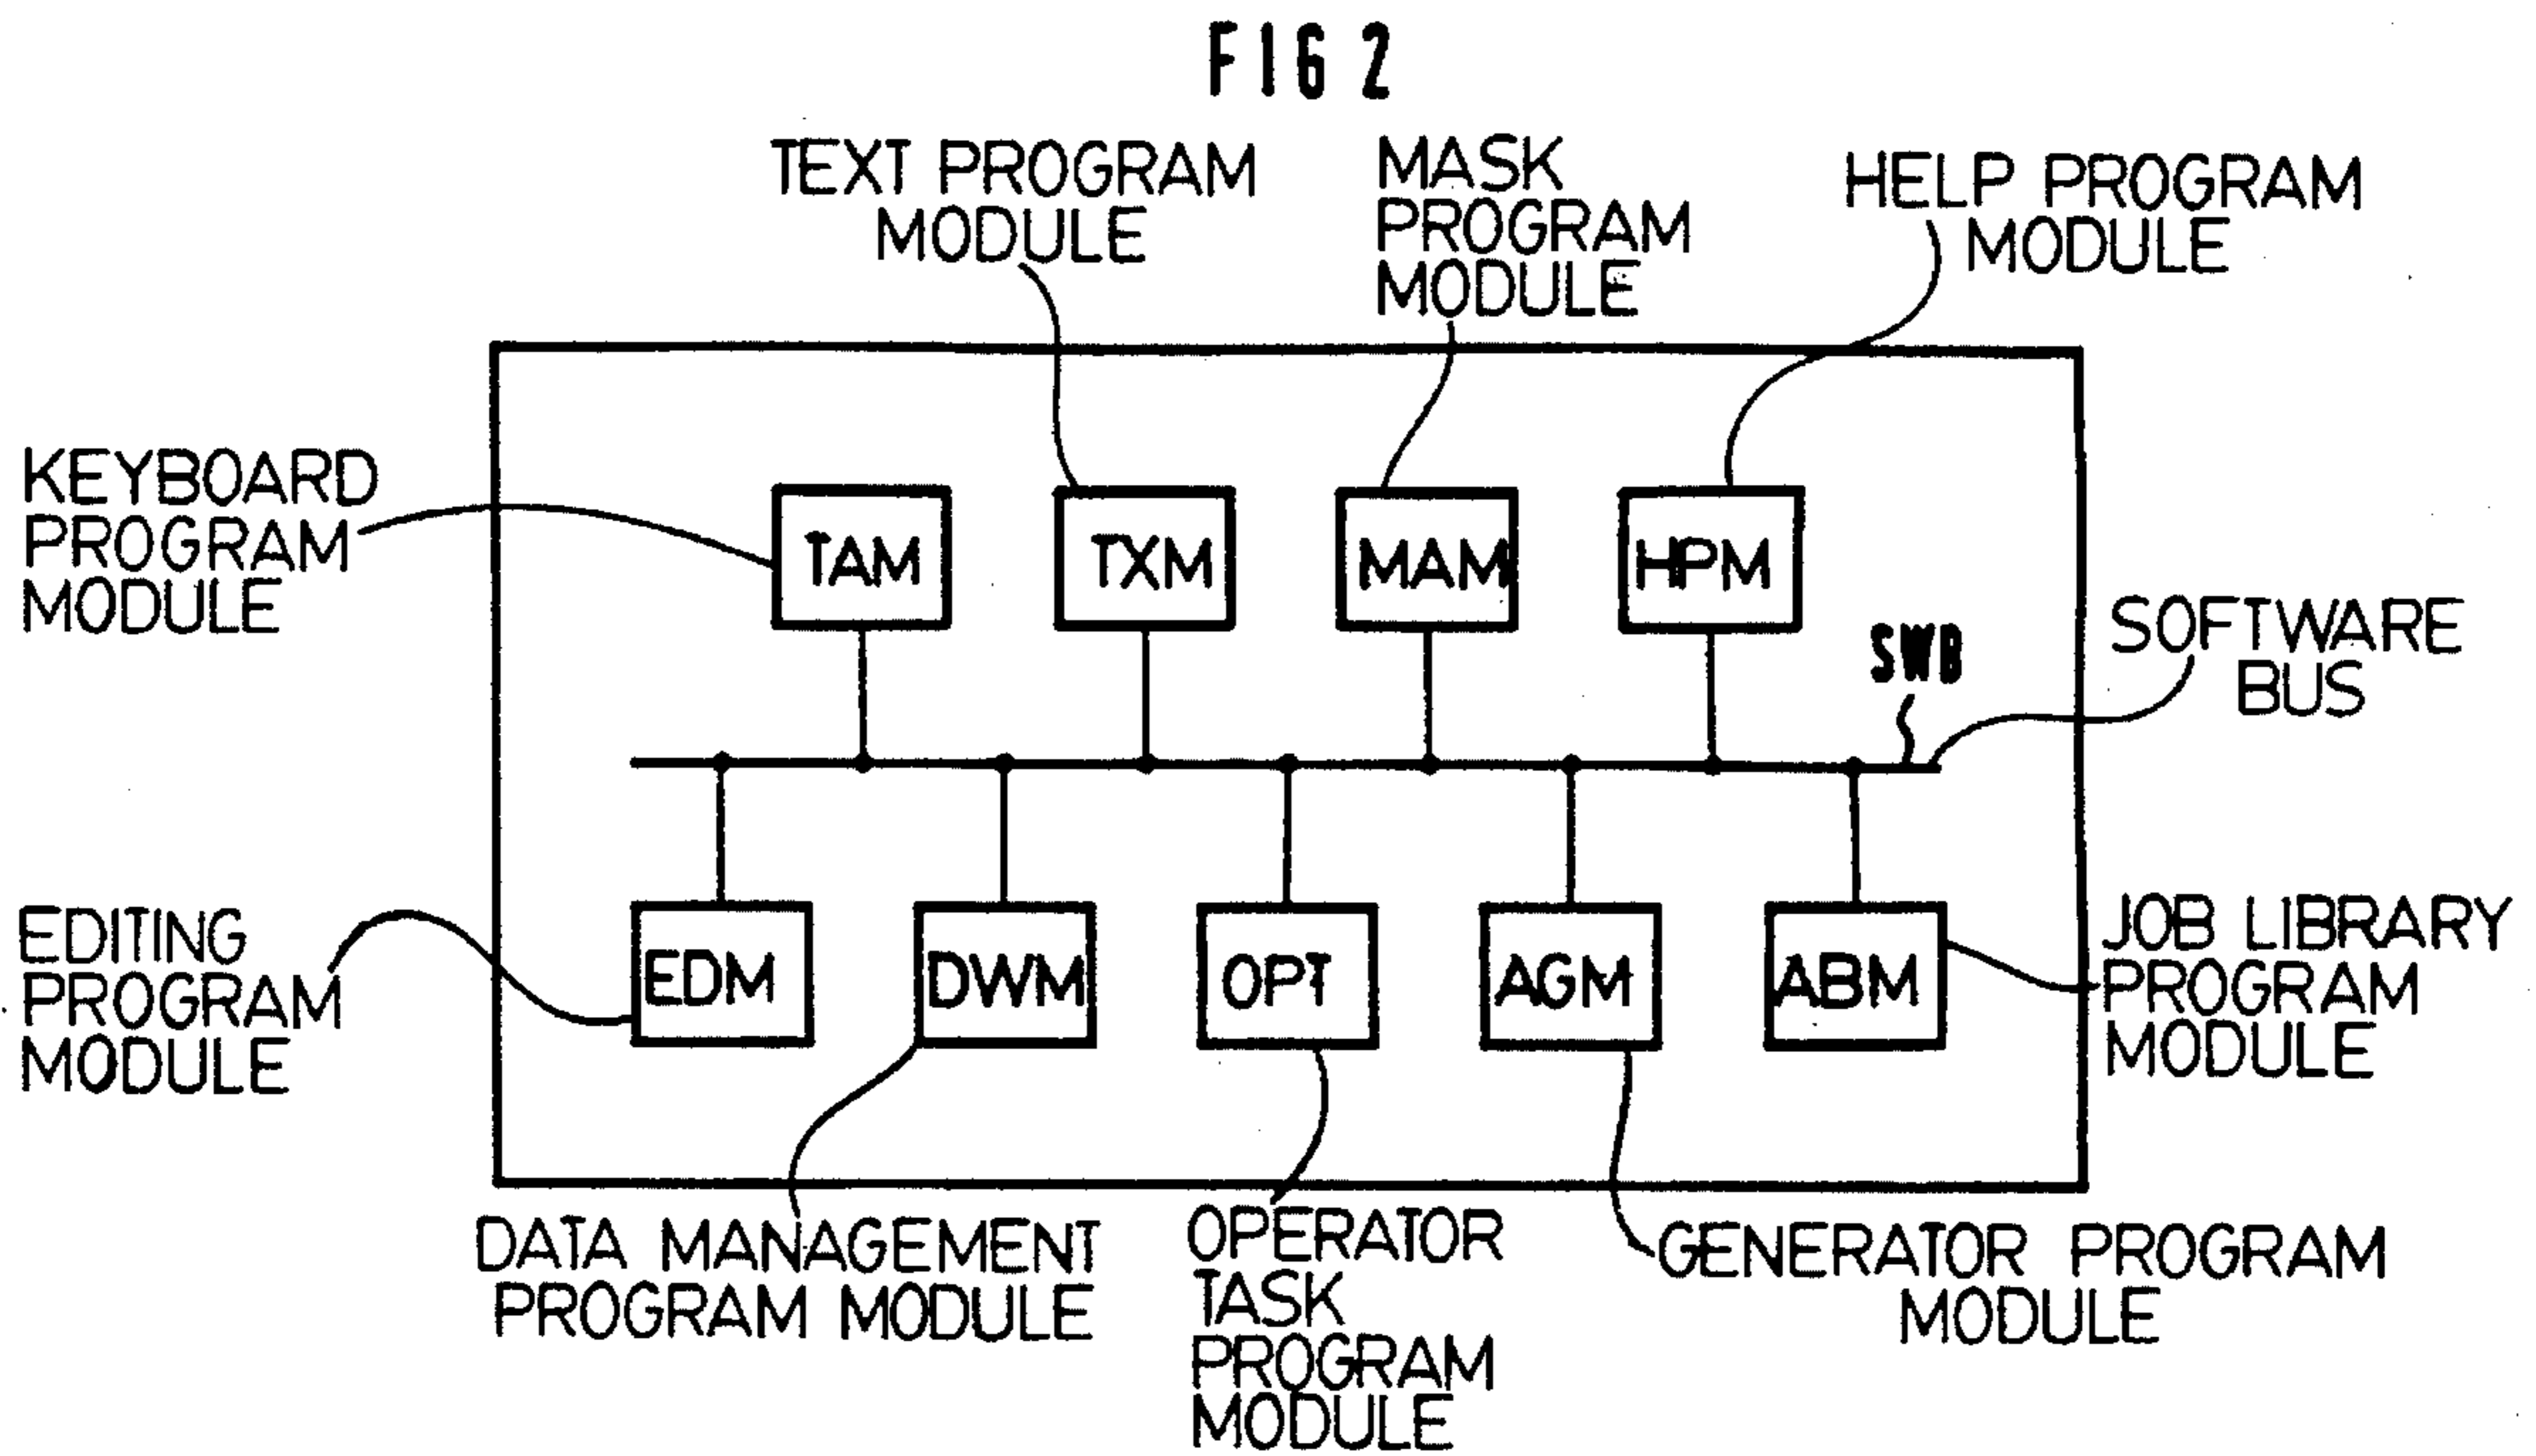 FIG 2
TEXT PROGRAM
MODULE
MASK
PROGRAM
MODULE
HELP PROGRAM
MODULE
KEYBOARD
PROGRAM
MODULE
TAM
TXM
MAM
HPM
SWB
SOFTWARE
BUS
EDITING
PROGRAM
MODULE
EDM
DWM
OPT
AGM
ABM
JOB LIBRARY
PROGRAM
MODULE
DATA MANAGEMENT
PROGRAM MODULE
OPERATOR
TASK
PROGRAM
MODULE
GENERATOR PROGRAM
MODULE